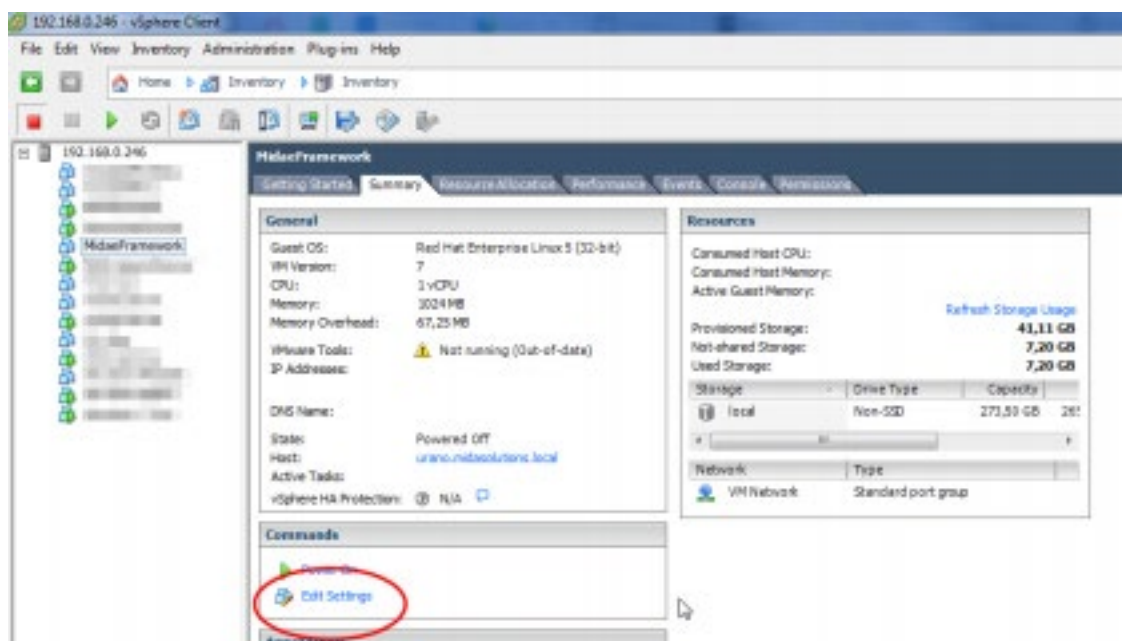 192.168.0.246 - vSphere Client
File Edit View Inventory Administration Plug-ins Help
Home Inventory Inventory
192.168.0.246
MidaeFramework
MidaeFramework
Getting Started Summary Resource Allocation Performance Events Console Permissions
General
Guest OS: Red Hat Enterprise Linux 5 (32-bit)
VM Version: 7
CPU: 1 vCPU
Memory: 1024 MB
Memory Overhead: 67,25 MB
VMware Tools: Not running (Out-of-date)
IP Addresses:
DNS Name:
State: Powered Off
Host: urano.midasolutions.local
Active Tasks:
vSphere HA Protection: N/A
Resources
Consumed Host CPU:
Consumed Host Memory:
Active Guest Memory:
Refresh Storage Usage
Provisioned Storage: 41,11 GB
Not-shared Storage: 7,20 GB
Used Storage: 7,20 GB
Storage Drive Type Capacity
local Non-SSD 273,50 GB
Network Type
VM Network Standard port group
Commands
Power On
Edit Settings